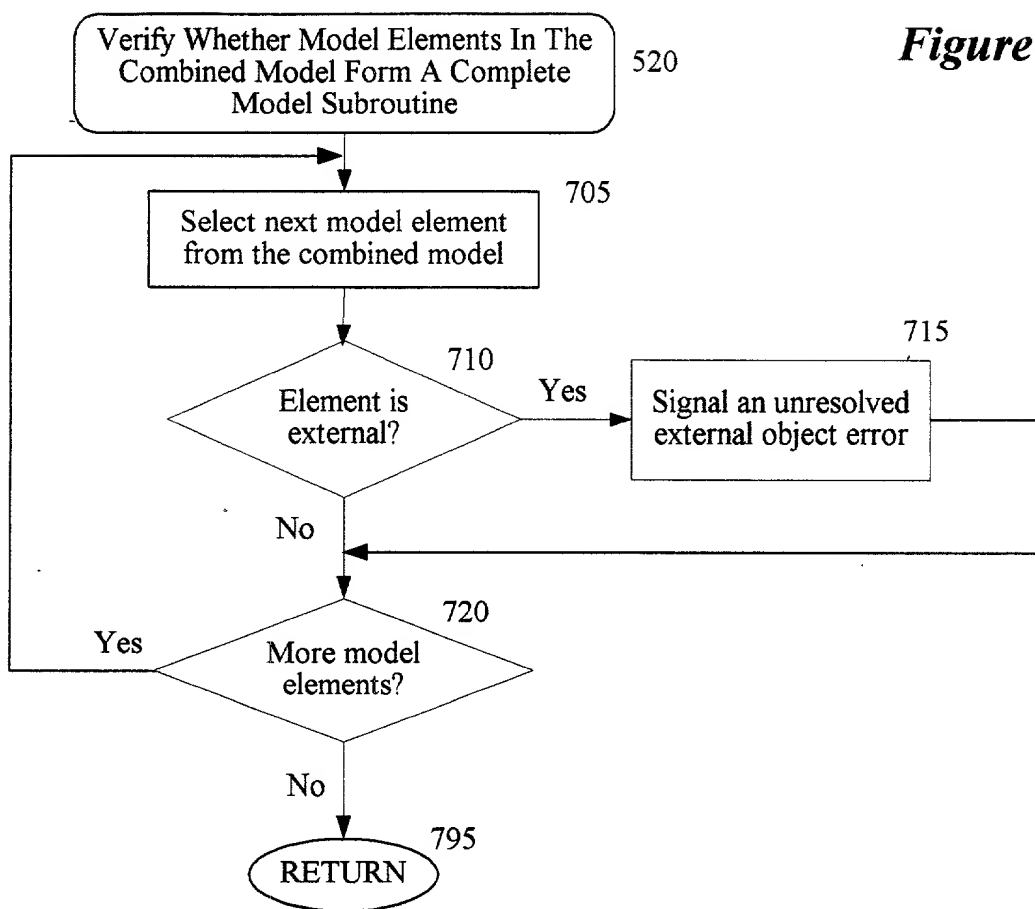 Figure
Verify Whether Model Elements In The
Combined Model Form A Complete
Model Subroutine
520
705
Select next model element
from the combined model
710
Element is
external?
Yes
715
Signal an unresolved
external object error
No
720
Yes
More model
elements?
No
795
RETURN